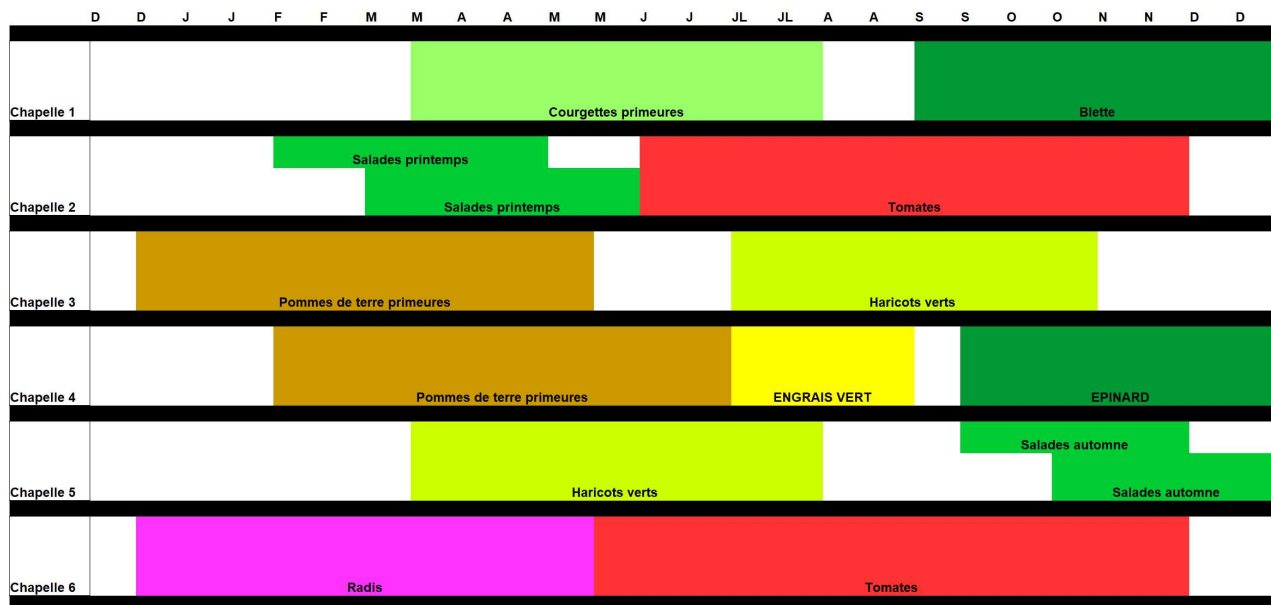 D D J J F F M M A A M M J J JL JL A A S S O O N N D D
Chapelle 1 Courgettes primeures Blette
Salades printemps
Chapelle 2 Salades printemps Tomates
Chapelle 3 Pommes de terre primeures Haricots verts
Chapelle 4 Pommes de terre primeures ENGRAIS VERT EPINARD
Salades automne
Chapelle 5 Haricots verts Salades automne
Chapelle 6 Radis Tomates